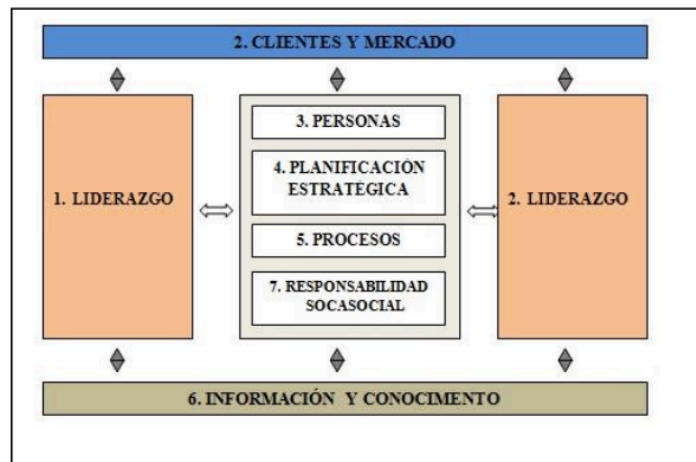 2. CLIENTES Y MERCADO
1. LIDERAZGO
3. PERSONAS
4. PLANIFICACIÓN
ESTRATÉGICA
5. PROCESOS
7. RESPONSABILIDAD
SOCASOCIAL
2. LIDERAZGO
6. INFORMACIÓN Y CONOCIMIENTO